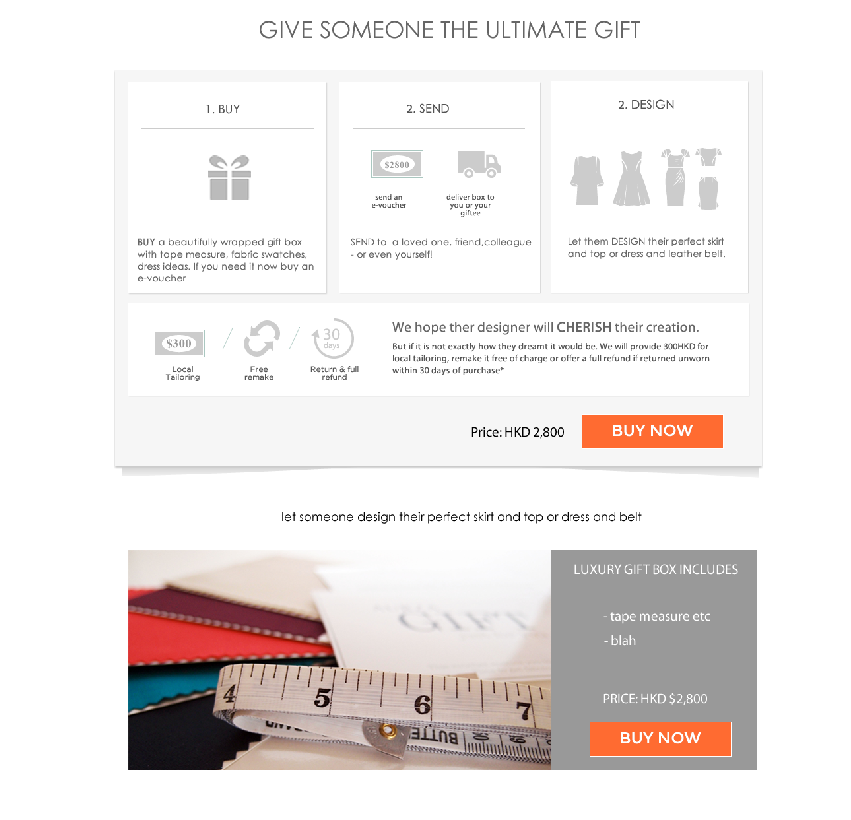 GIVE SOMEONE THE ULTIMATE GIFT
1. BUY
2. SEND
2. DESIGN
$2800
send an
e-voucher
deliver box to
you or your
giftee
BUY a beautifully wrapped gift box
with tape measure, fabric swatches,
dress ideas. If you need it now buy an
e-voucher
SEND to a loved one, friend,colleague
- or even yourself!
Let them DESIGN their perfect skirt
and top or dress and leather belt.
$300
Local
Tailoring
Free
remake
30
days
Return & full
refund
We hope ther designer will CHERISH their creation.
But if it is not exactly how they dreamt it would be. We will provide 300HKD for
local tailoring, remake it free of charge or offer a full refund if returned unworn
within 30 days of purchase*
Price: HKD 2,800
BUY NOW
let someone design their perfect skirt and top or dress and belt
GIFT
4 5 6 7
BUTTE
LUXURY GIFT BOX INCLUDES
- tape measure etc
- blah
PRICE: HKD $2,800
BUY NOW